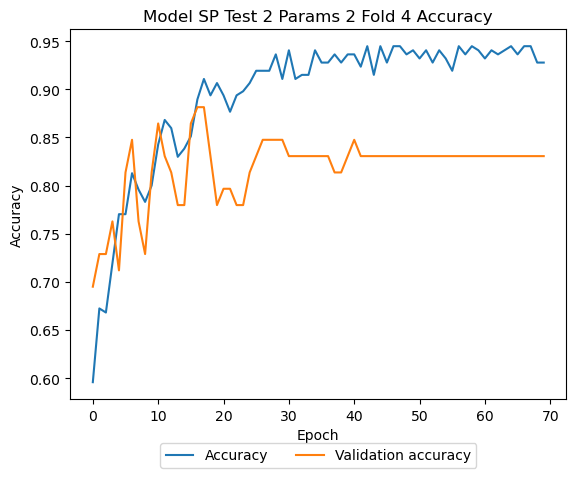 Model SP Test 2 Params 2 Fold 4 Accuracy
0.95
0.90
0.85
0.80
0.75
0.70
0.65
0.60
Accuracy
0 10 20 30 40 50 60 70
Epoch
Accuracy Validation accuracy